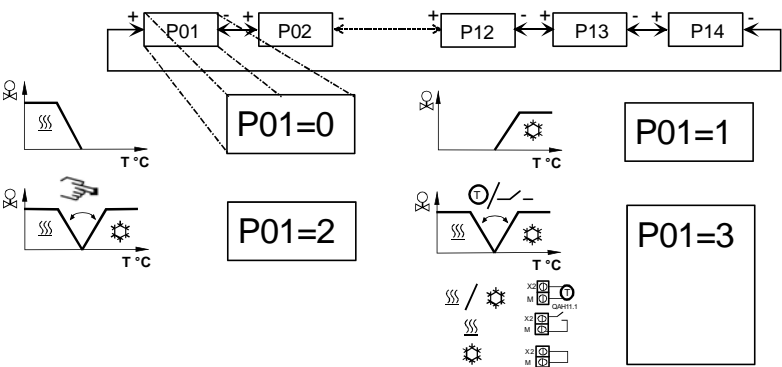 + P01 - + P02 - + P12 - + P13 - + P14 -
T °C
P01=0
T °C
P01=1
T °C
P01=2
T / 
T °C
P01=3
/ X2 M T
QAH11.1
X2
M
X2
M